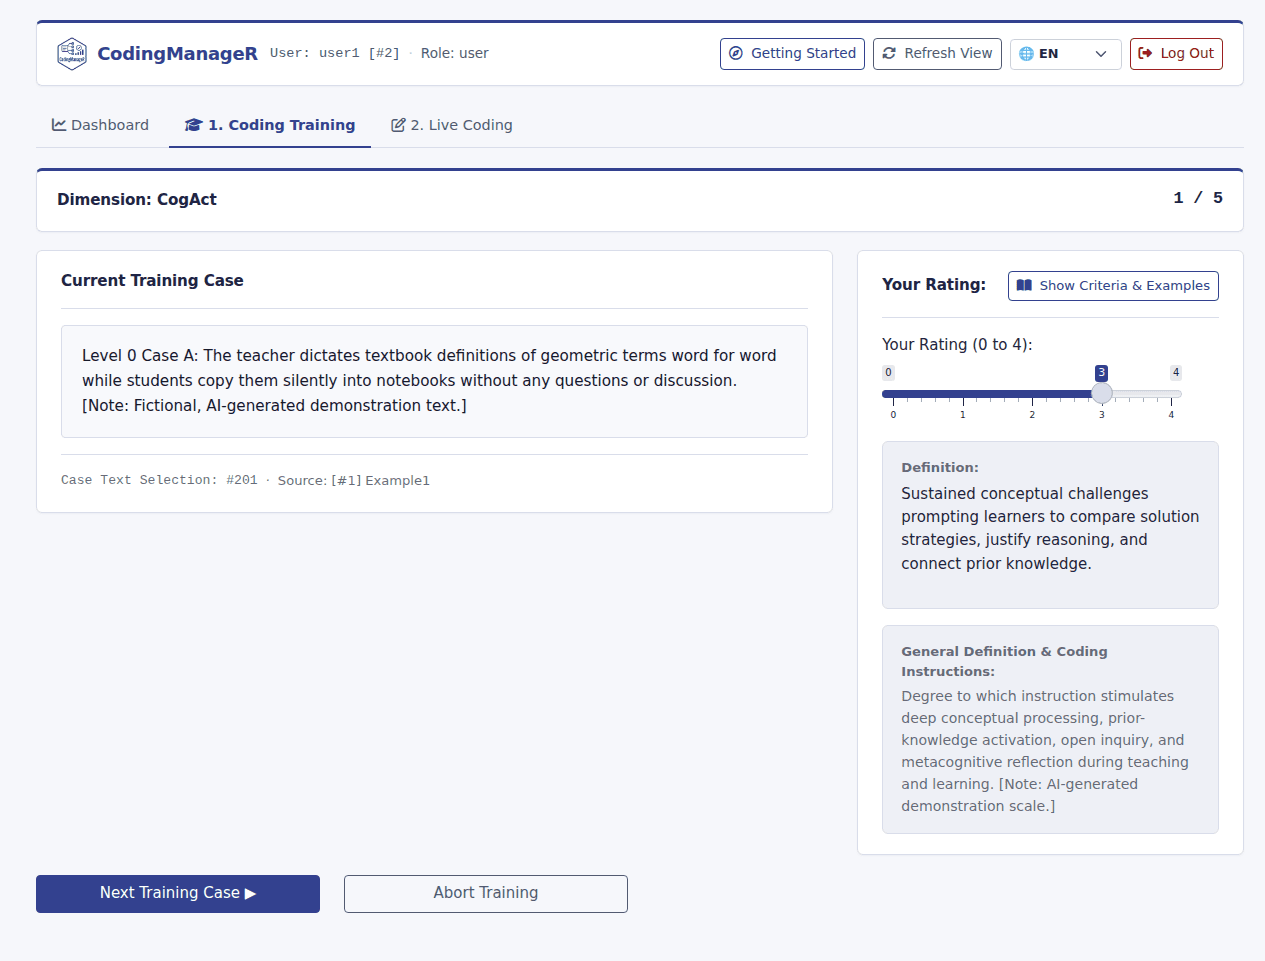 CodingManageR
User: user1 [#2] · Role: user
Getting Started
Refresh View
EN
Log Out
Dashboard
1. Coding Training
2. Live Coding
Dimension: CogAct
1 / 5
Current Training Case
Level 0 Case A: The teacher dictates textbook definitions of geometric terms word for word
while students copy them silently into notebooks without any questions or discussion.
[Note: Fictional, AI-generated demonstration text.]
Case Text Selection: #201 · Source: [#1] Example1
Your Rating:
Show Criteria & Examples
Your Rating (0 to 4):
0 3 4
0 1 2 3 4
Definition:
Sustained conceptual challenges
prompting learners to compare solution
strategies, justify reasoning, and
connect prior knowledge.
General Definition & Coding
Instructions:
Degree to which instruction stimulates
deep conceptual processing, prior-
knowledge activation, open inquiry, and
metacognitive reflection during teaching
and learning. [Note: AI-generated
demonstration scale.]
Next Training Case ▶
Abort Training